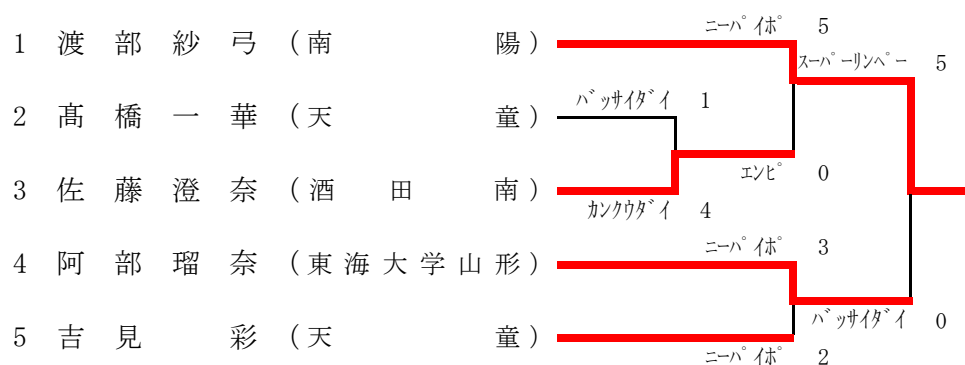 ニーパイポ 5
1 渡部紗弓（南陽）
スーパーリンペー 5
バッサイダイ 1
2 髙橋一華（天童）
エンピ 0
3 佐藤澄奈（酒田南）
カンクウダイ 4
ニーパイポ 3
4 阿部瑠奈（東海大学山形）
バッサイダイ 0
5 吉見彩（天童）
ニーパイポ 2